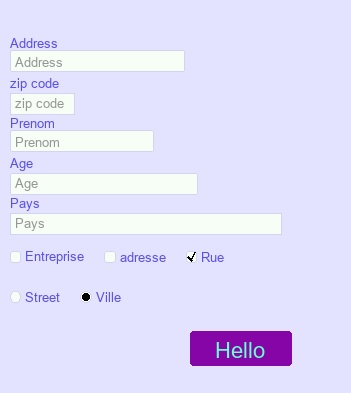 Address
Address
zip code
zip code
Prenom
Prenom
Age
Age
Pays
Pays
Entreprise adresse Rue
Street Ville
Hello